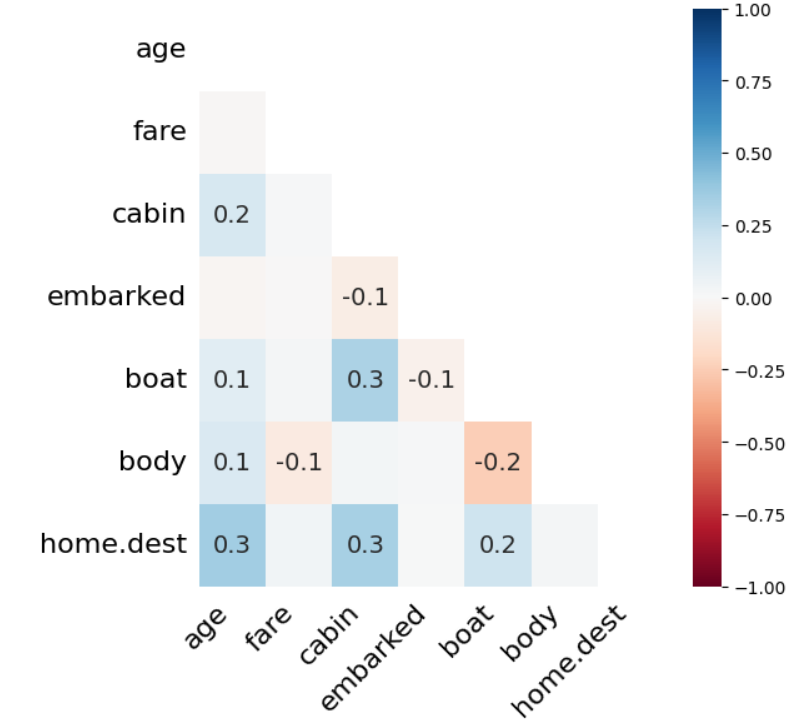 age
fare
cabin 0.2
embarked -0.1
boat 0.1 0.3 -0.1
body 0.1 -0.1 -0.2
home.dest 0.3 0.3 0.2
age fare cabin embarked boat body home.dest
1.00
0.75
0.50
0.25
0.00
−0.25
−0.50
−0.75
−1.00